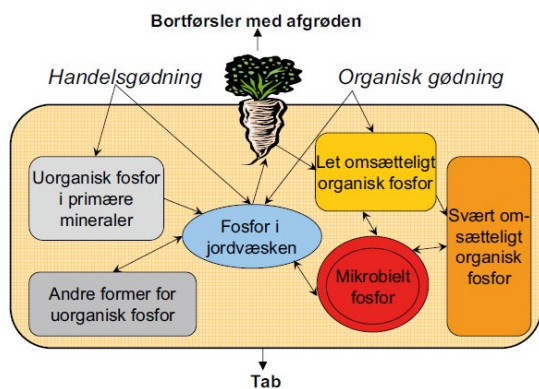 Bortførsler med afgrøden
Handelsgødning
Organisk gødning
Uorganisk fosfor
i primære
mineraler
Let omsætteligt
organisk fosfor
Svært om-
sætteligt
organisk
fosfor
Fosfor i
jordvæsken
Mikrobielt
fosfor
Andre former for
uorganisk fosfor
Tab